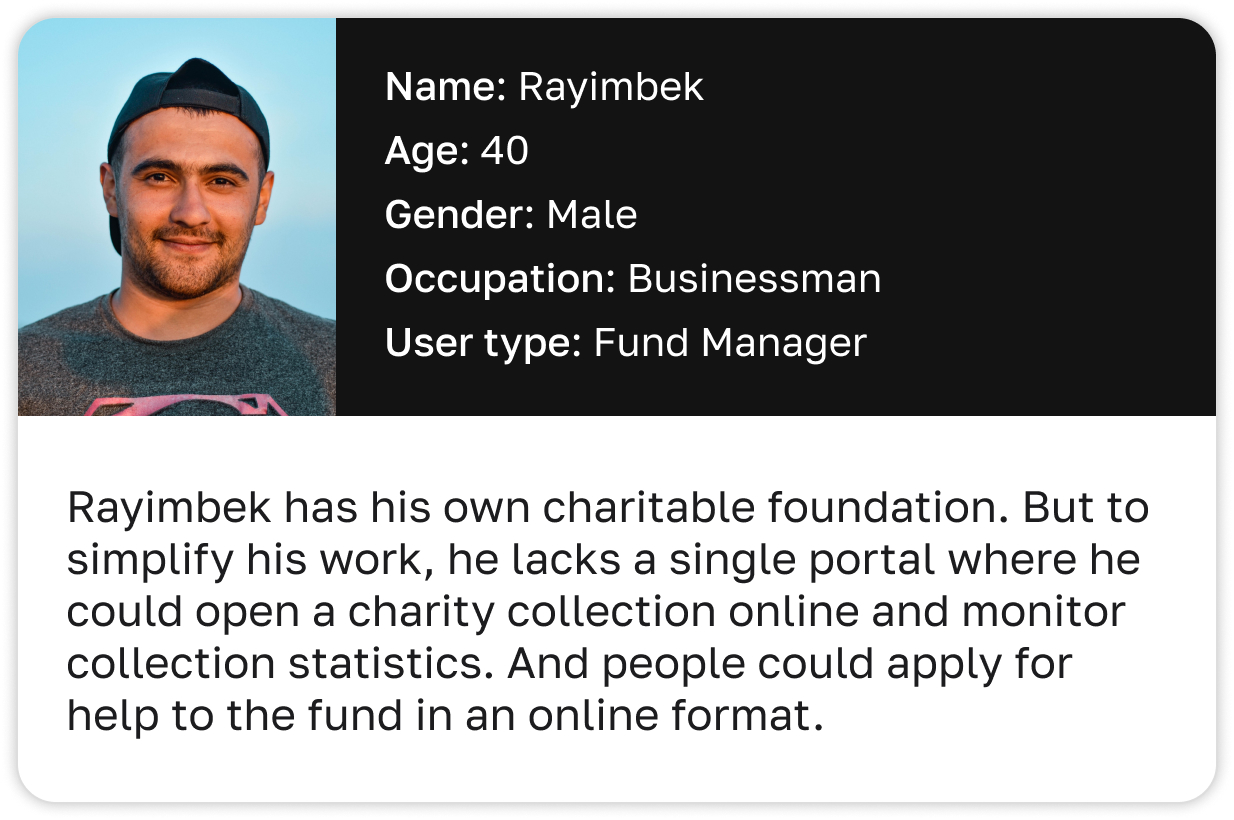 Name: Rayimbek
Age: 40
Gender: Male
Occupation: Businessman
User type: Fund Manager
Rayimbek has his own charitable foundation. But to
simplify his work, he lacks a single portal where he
could open a charity collection online and monitor
collection statistics. And people could apply for
help to the fund in an online format.